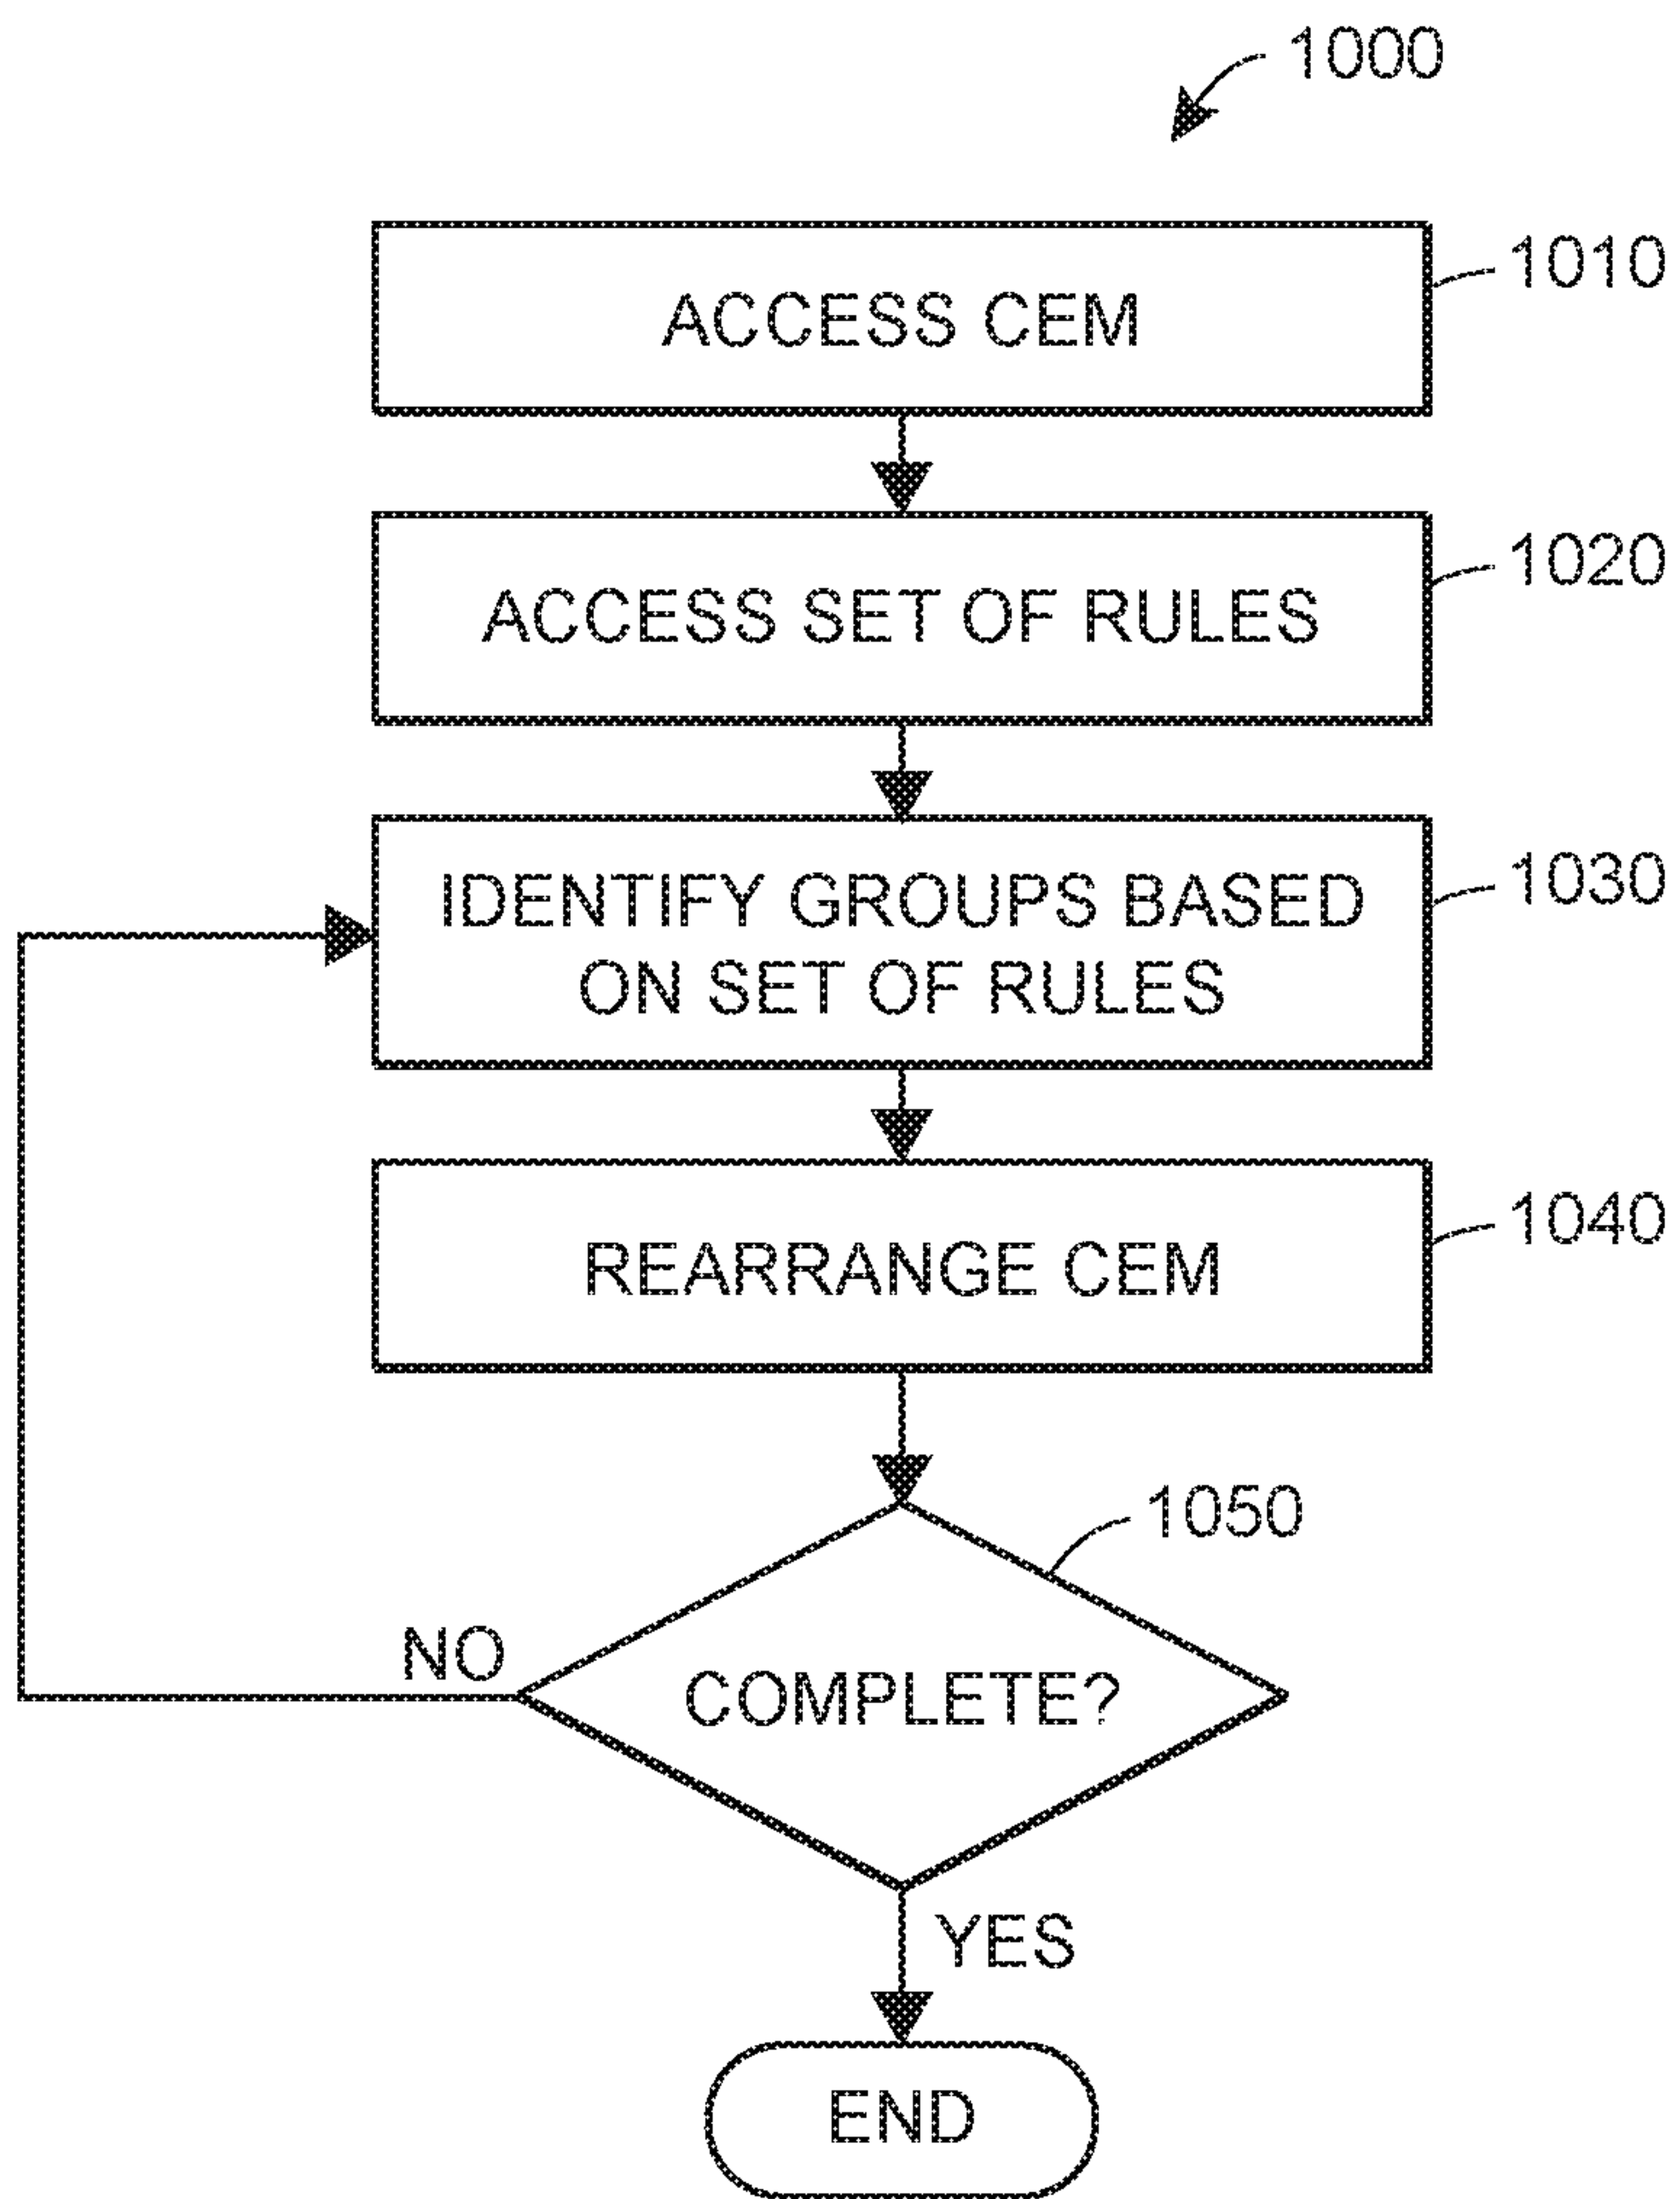 1000
ACCESS CEM
1010
ACCESS SET OF RULES
1020
IDENTIFY GROUPS BASED
ON SET OF RULES
1030
REARRANGE CEM
1040
1050
COMPLETE?
NO
YES
END